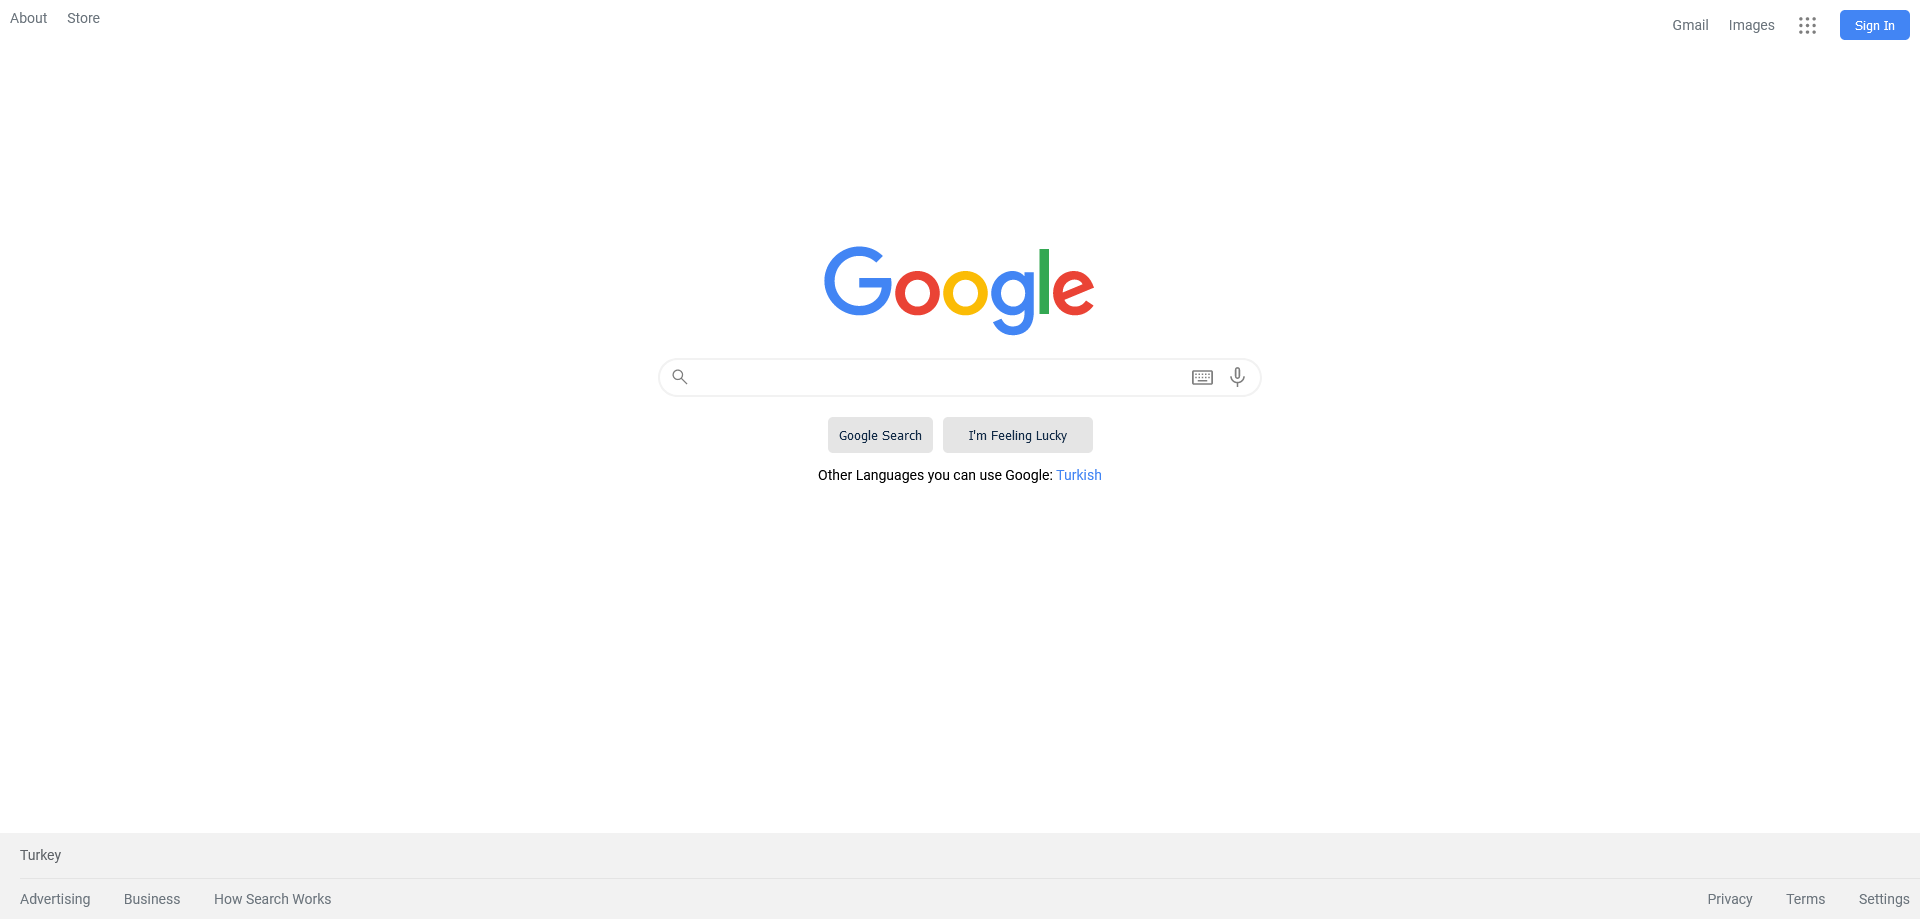 About Store
Gmail Images Sign In
Google
Google Search I'm Feeling Lucky
Other Languages you can use Google: Turkish
Turkey
Advertising Business How Search Works Privacy Terms Settings